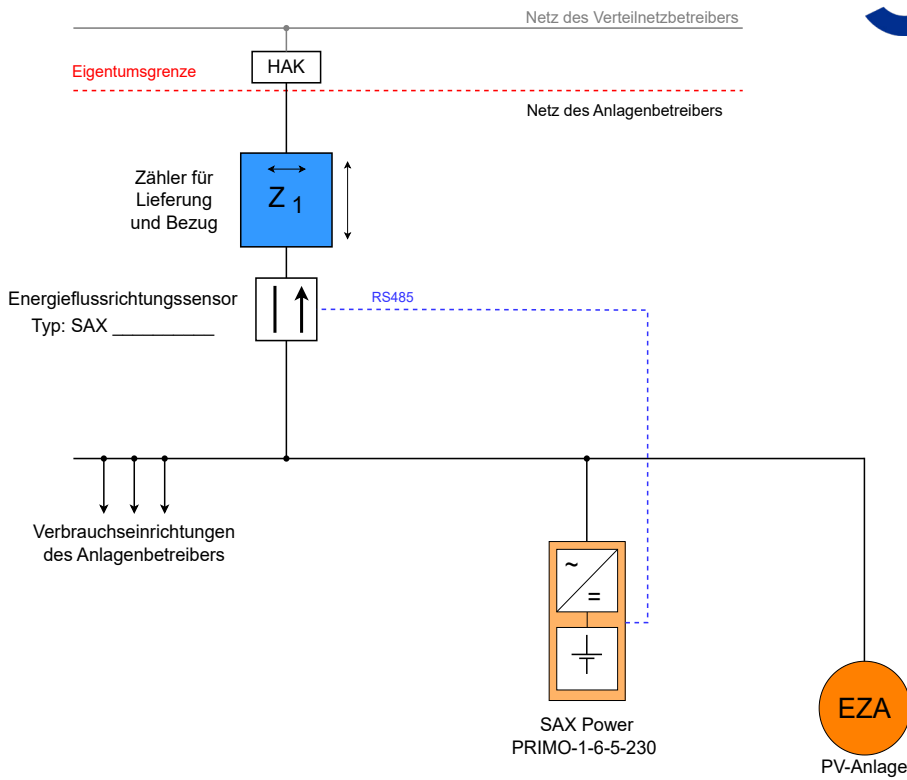 Netz des Verteilnetzbetreibers
HAK
Eigentumsgrenze
Netz des Anlagenbetreibers
Zähler für
Lieferung
und Bezug
Z 1
Energieflussrichtungssensor
Typ: SAX __________
RS485
Verbrauchseinrichtungen
des Anlagenbetreibers
~
=
SAX Power
PRIMO-1-6-5-230
EZA
PV-Anlage